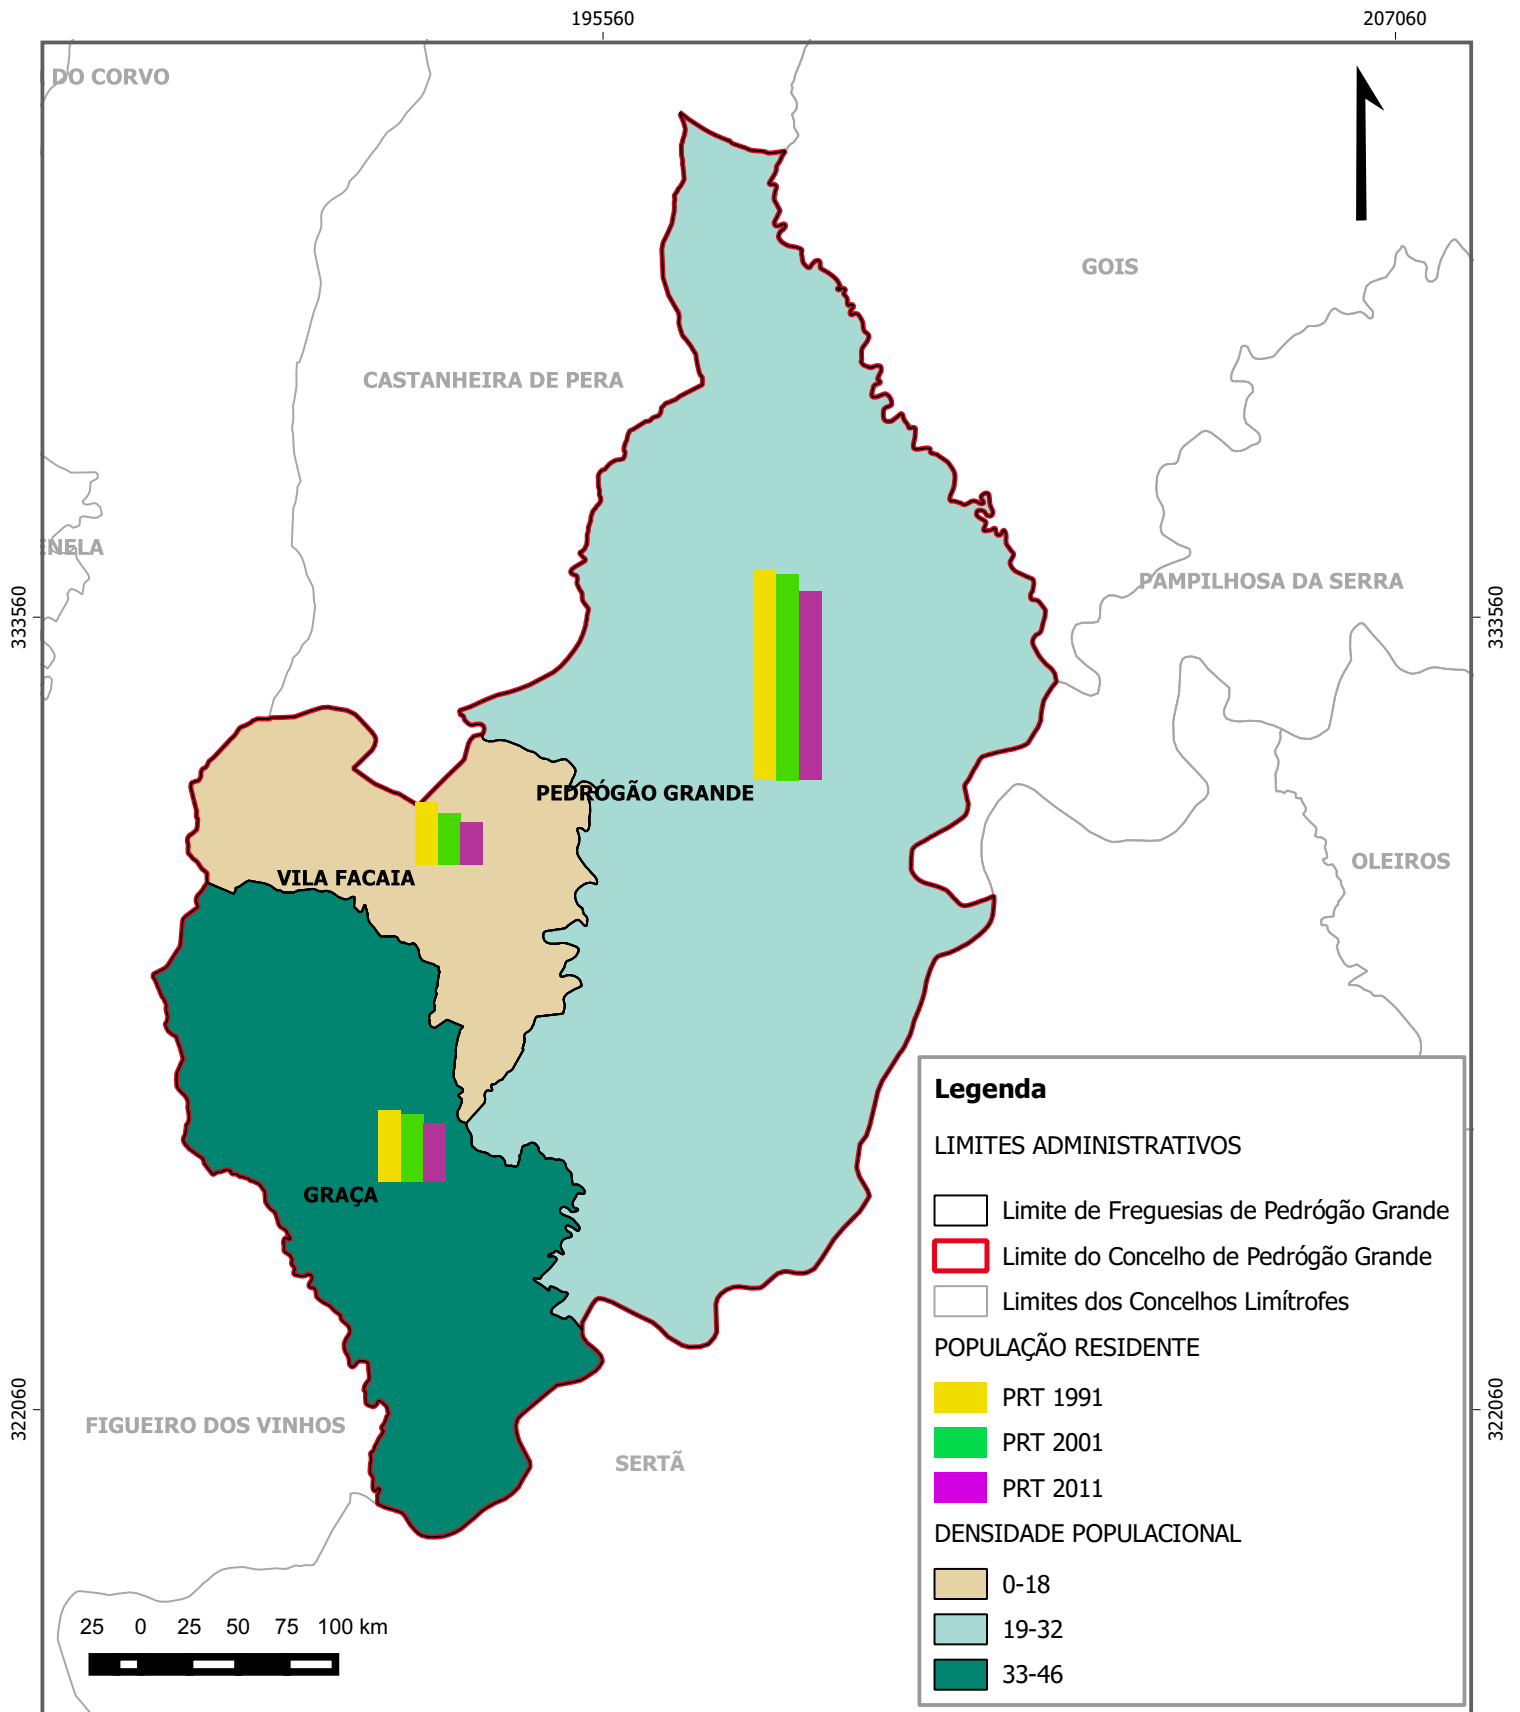 195560
207060
DO CORVO
GOIS
CASTANHEIRA DE PERA
ENELA
PAMPILHOSA DA SERRA
333560
333560
PEDRÓGÃO GRANDE
OLEIROS
VILA FACAIA
GRAÇA
322060
322060
FIGUEIRO DOS VINHOS
SERTÃ
Legenda
LIMITES ADMINISTRATIVOS
Limite de Freguesias de Pedrógão Grande
Limite do Concelho de Pedrógão Grande
Limites dos Concelhos Limítrofes
POPULAÇÃO RESIDENTE
PRT 1991
PRT 2001
PRT 2011
DENSIDADE POPULACIONAL
0-18
19-32
33-46
25 0 25 50 75 100 km